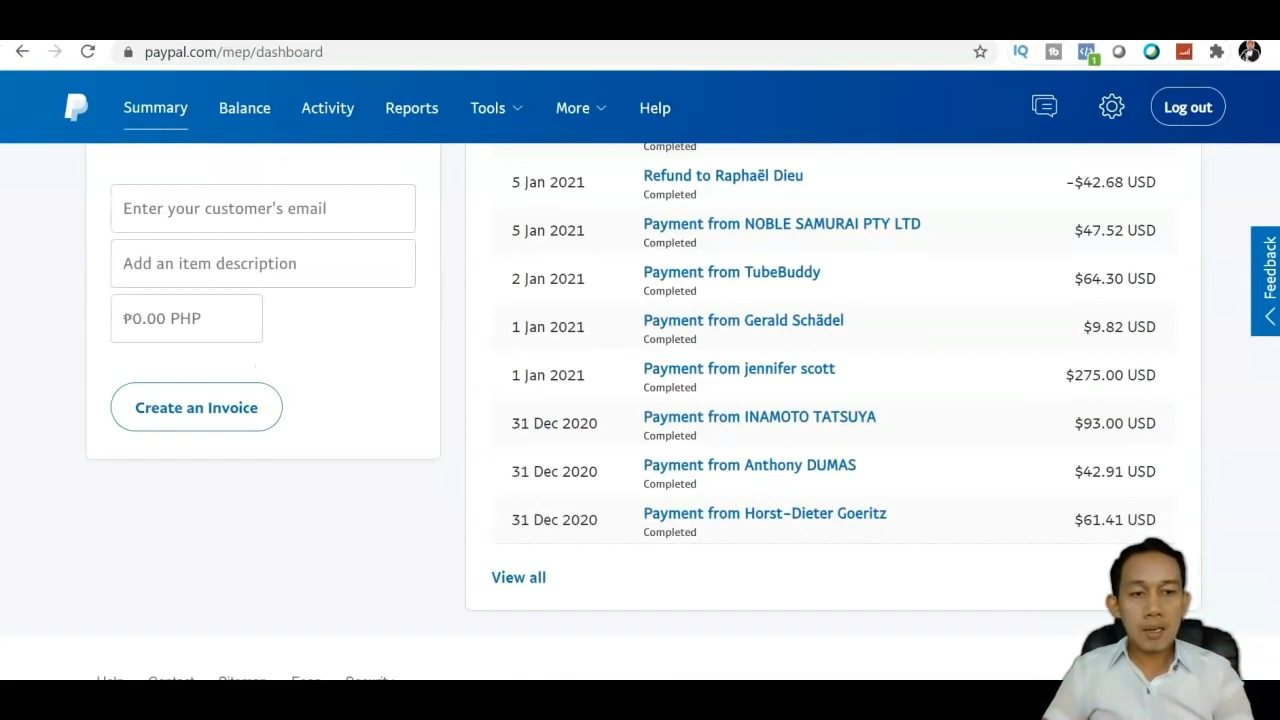 paypal.com/mep/dashboard
Summary
Balance
Activity
Reports
Tools
More
Help
Log out
Enter your customer's email
Add an item description
₱0.00 PHP
Create an Invoice
Completed
5 Jan 2021 Refund to Raphaël Dieu -$42.68 USD
Completed
5 Jan 2021 Payment from NOBLE SAMURAI PTY LTD $47.52 USD
Completed
2 Jan 2021 Payment from TubeBuddy $64.30 USD
Completed
1 Jan 2021 Payment from Gerald Schädel $9.82 USD
Completed
1 Jan 2021 Payment from jennifer scott $275.00 USD
Completed
31 Dec 2020 Payment from INAMOTO TATSUYA $93.00 USD
Completed
31 Dec 2020 Payment from Anthony DUMAS $42.91 USD
Completed
31 Dec 2020 Payment from Horst-Dieter Goeritz $61.41 USD
Completed
View all
Feedback
Help Contact Sitemap Fees Security